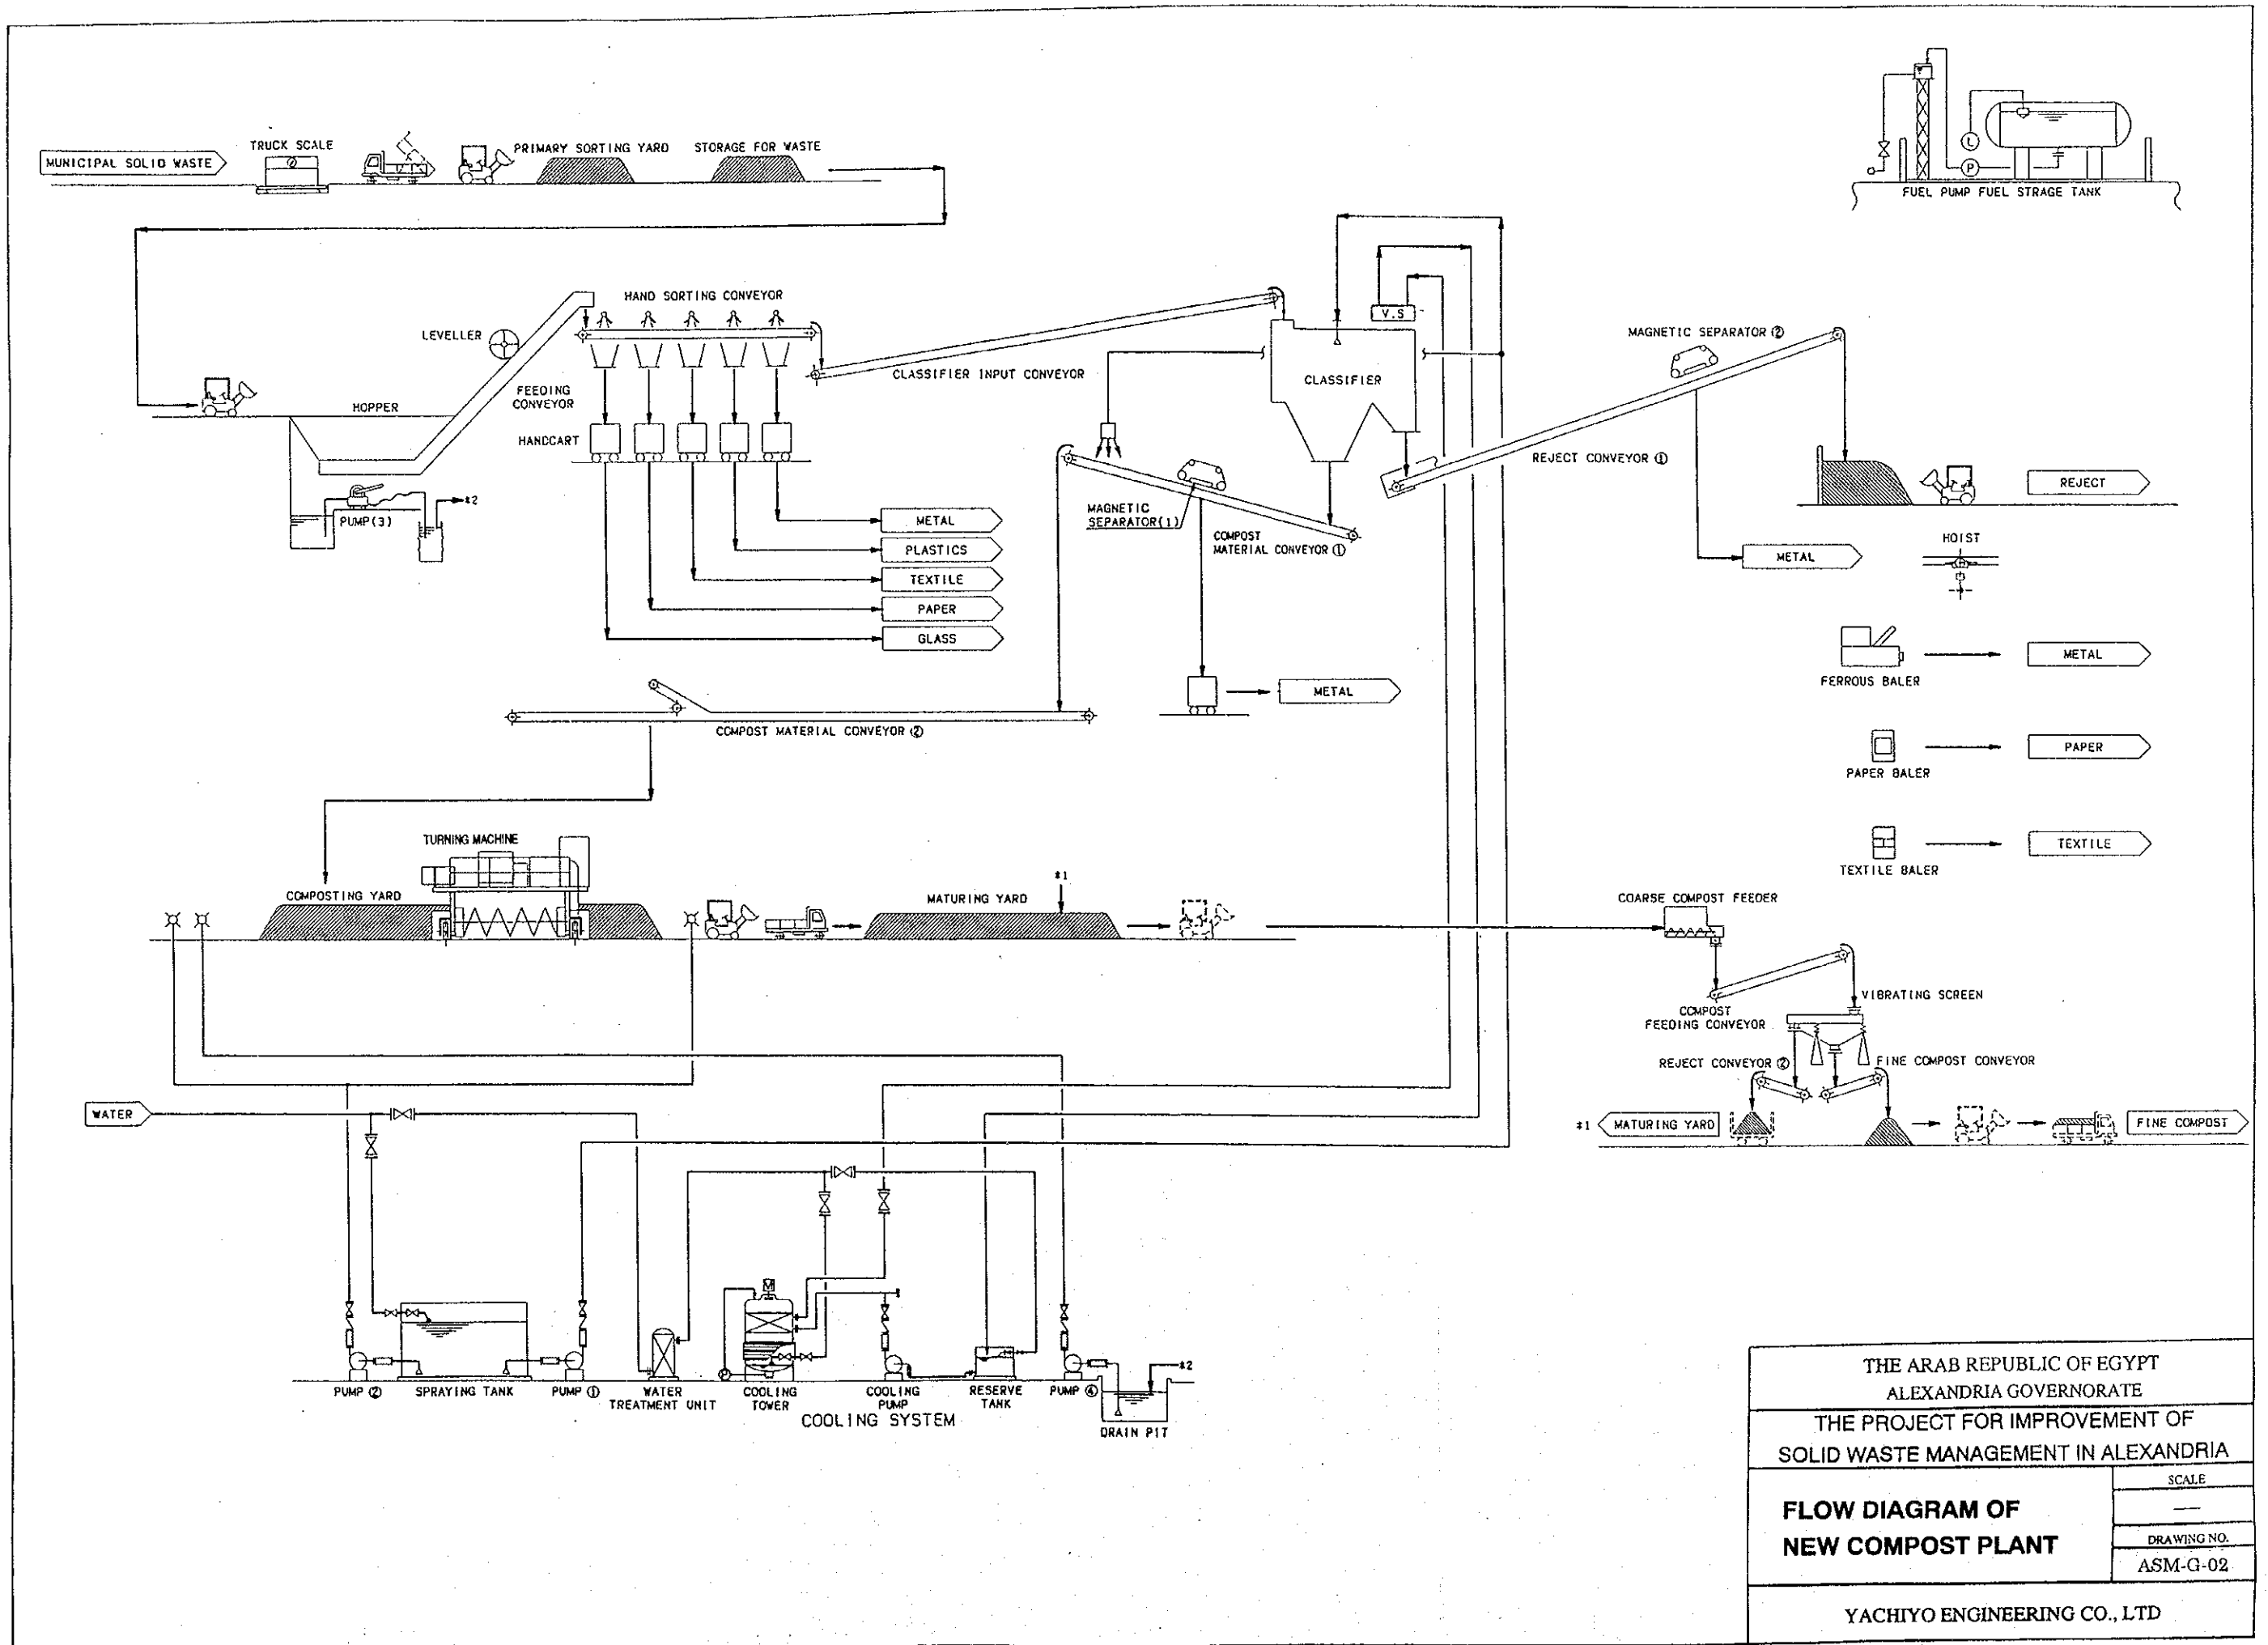 MUNICIPAL SOLID WASTE
TRUCK SCALE
PRIMARY SORTING YARD
STORAGE FOR WASTE
L
P
FUEL PUMP FUEL STRAGE TANK
HAND SORTING CONVEYOR
LEVELLER
FEEDING
CONVEYOR
HOPPER
HANDCART
PUMP(3)
*2
CLASSIFIER INPUT CONVEYOR
V.S
CLASSIFIER
MAGNETIC SEPARATOR ②
REJECT CONVEYOR ①
REJECT
METAL
HOIST
MAGNETIC
SEPARATOR(1)
COMPOST
MATERIAL CONVEYOR ①
METAL
PLASTICS
TEXTILE
PAPER
GLASS
METAL
COMPOST MATERIAL CONVEYOR ②
FERROUS BALER
METAL
PAPER BALER
PAPER
TEXTILE BALER
TEXTILE
TURNING MACHINE
COMPOSTING YARD
MATURING YARD
*1
COARSE COMPOST FEEDER
COMPOST
FEEDING CONVEYOR
VIBRATING SCREEN
REJECT CONVEYOR ②
FINE COMPOST CONVEYOR
*1
MATURING YARD
FINE COMPOST
WATER
M
P
*2
PUMP ②
SPRAYING TANK
PUMP ①
WATER
TREATMENT UNIT
COOLING
TOWER
COOLING
PUMP
RESERVE
TANK
PUMP ④
DRAIN PIT
COOLING SYSTEM
THE ARAB REPUBLIC OF EGYPT
ALEXANDRIA GOVERNORATE
THE PROJECT FOR IMPROVEMENT OF
SOLID WASTE MANAGEMENT IN ALEXANDRIA
FLOW DIAGRAM OF
NEW COMPOST PLANT
SCALE
—
DRAWING NO.
ASM-G-02
YACHIYO ENGINEERING CO., LTD